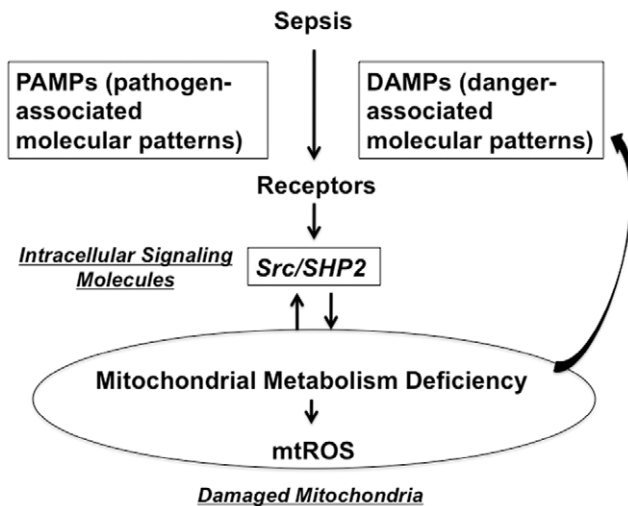 Sepsis
PAMPs (pathogen-
associated
molecular patterns)
DAMPs (danger-
associated
molecular patterns)
Receptors
Intracellular Signaling
Molecules
Src/SHP2
Mitochondrial Metabolism Deficiency
mtROS
Damaged Mitochondria